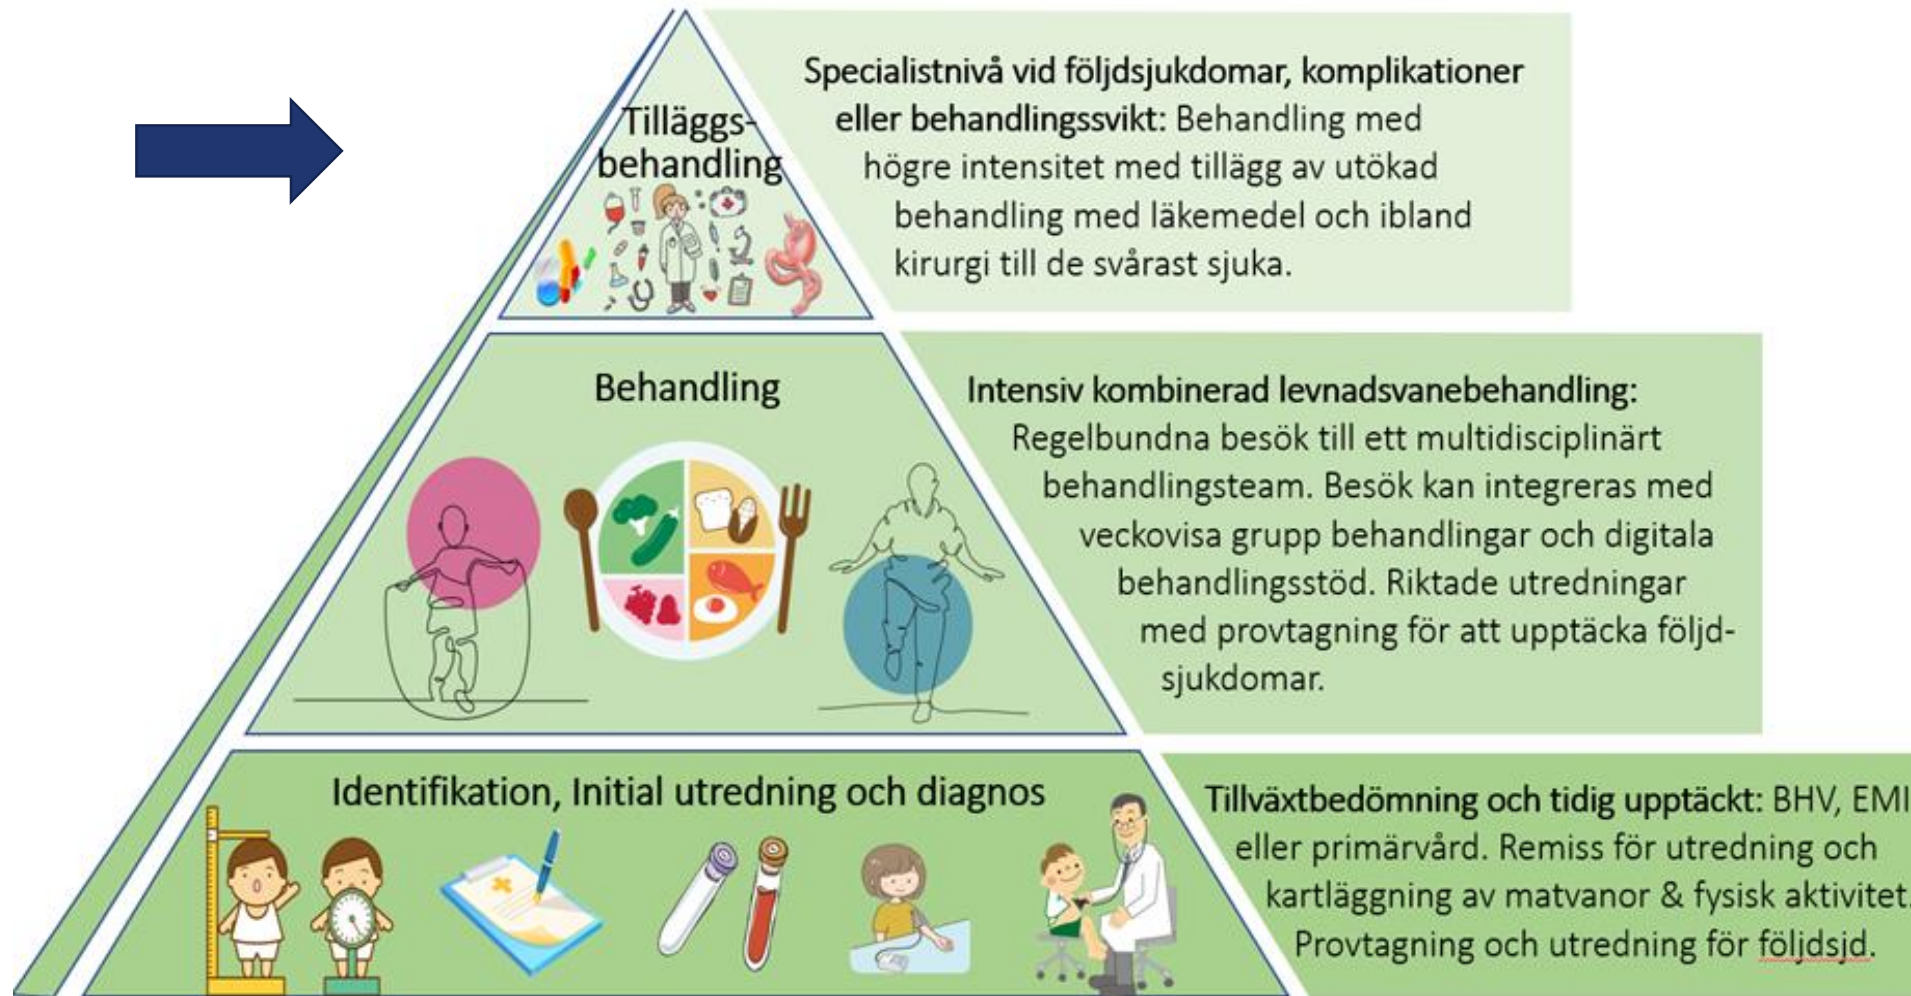 Tilläggs-
behandling
Specialistnivå vid följdsjukdomar, komplikationer
eller behandlingssvikt: Behandling med
högre intensitet med tillägg av utökad
behandling med läkemedel och ibland
kirurgi till de svårast sjuka.
Behandling
Intensiv kombinerad levnadsvanebehandling:
Regelbundna besök till ett multidisciplinärt
behandlingsteam. Besök kan integreras med
veckovisa grupp behandlingar och digitala
behandlingsstöd. Riktade utredningar
med provtagning för att upptäcka följd-
sjukdomar.
Identifikation, Initial utredning och diagnos
Tillväxtbedömning och tidig upptäckt: BHV, EMI
eller primärvård. Remiss för utredning och
kartläggning av matvanor & fysisk aktivitet.
Provtagning och utredning för följdsjd.